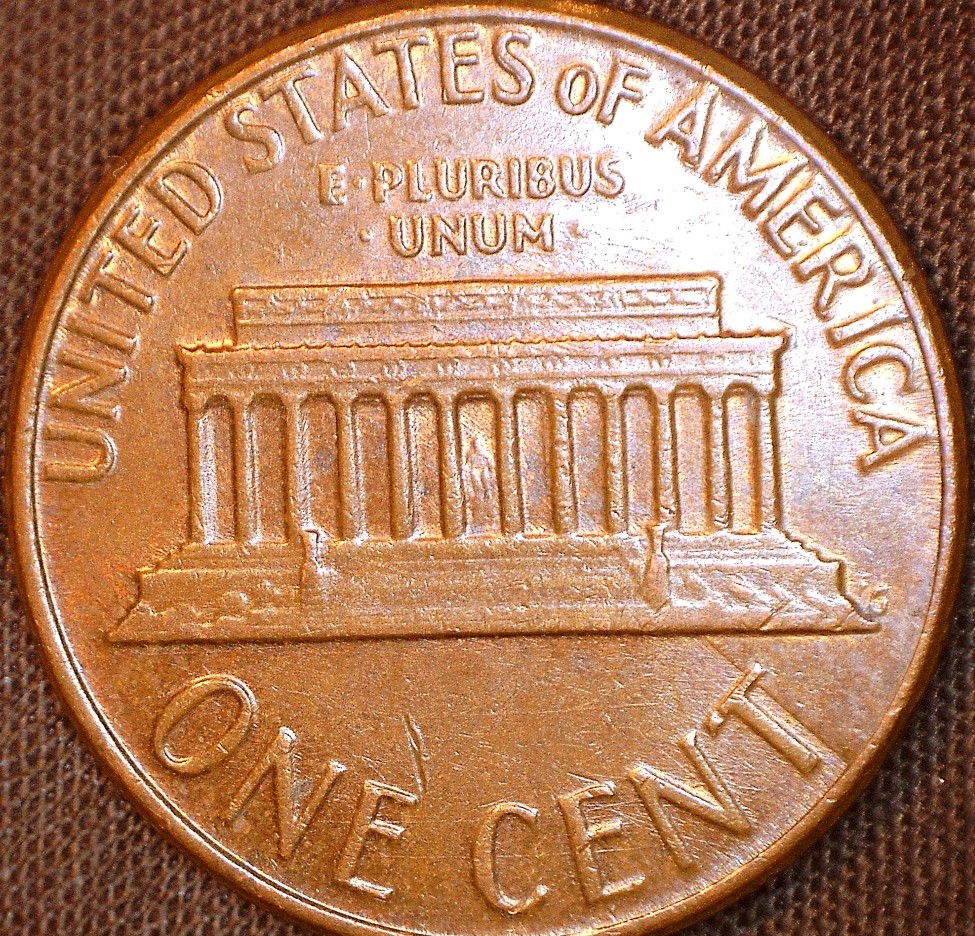 UNITED STATES OF AMERICA
E·PLURIBUS
·UNUM·
ONE CENT